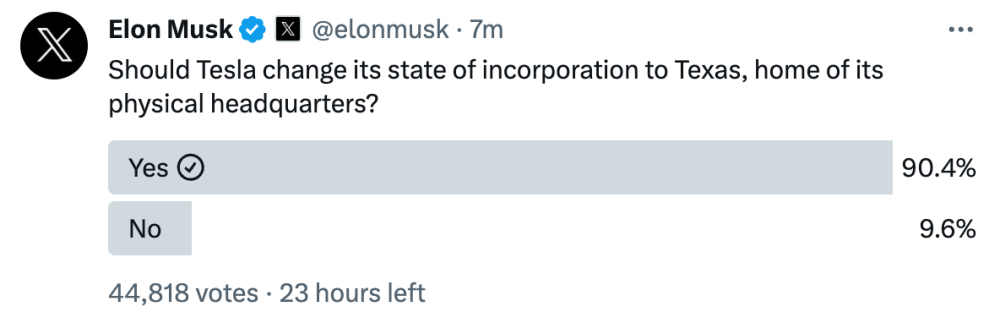 Elon Musk @elonmusk · 7m
Should Tesla change its state of incorporation to Texas, home of its
physical headquarters?
Yes 90.4%
No 9.6%
44,818 votes · 23 hours left